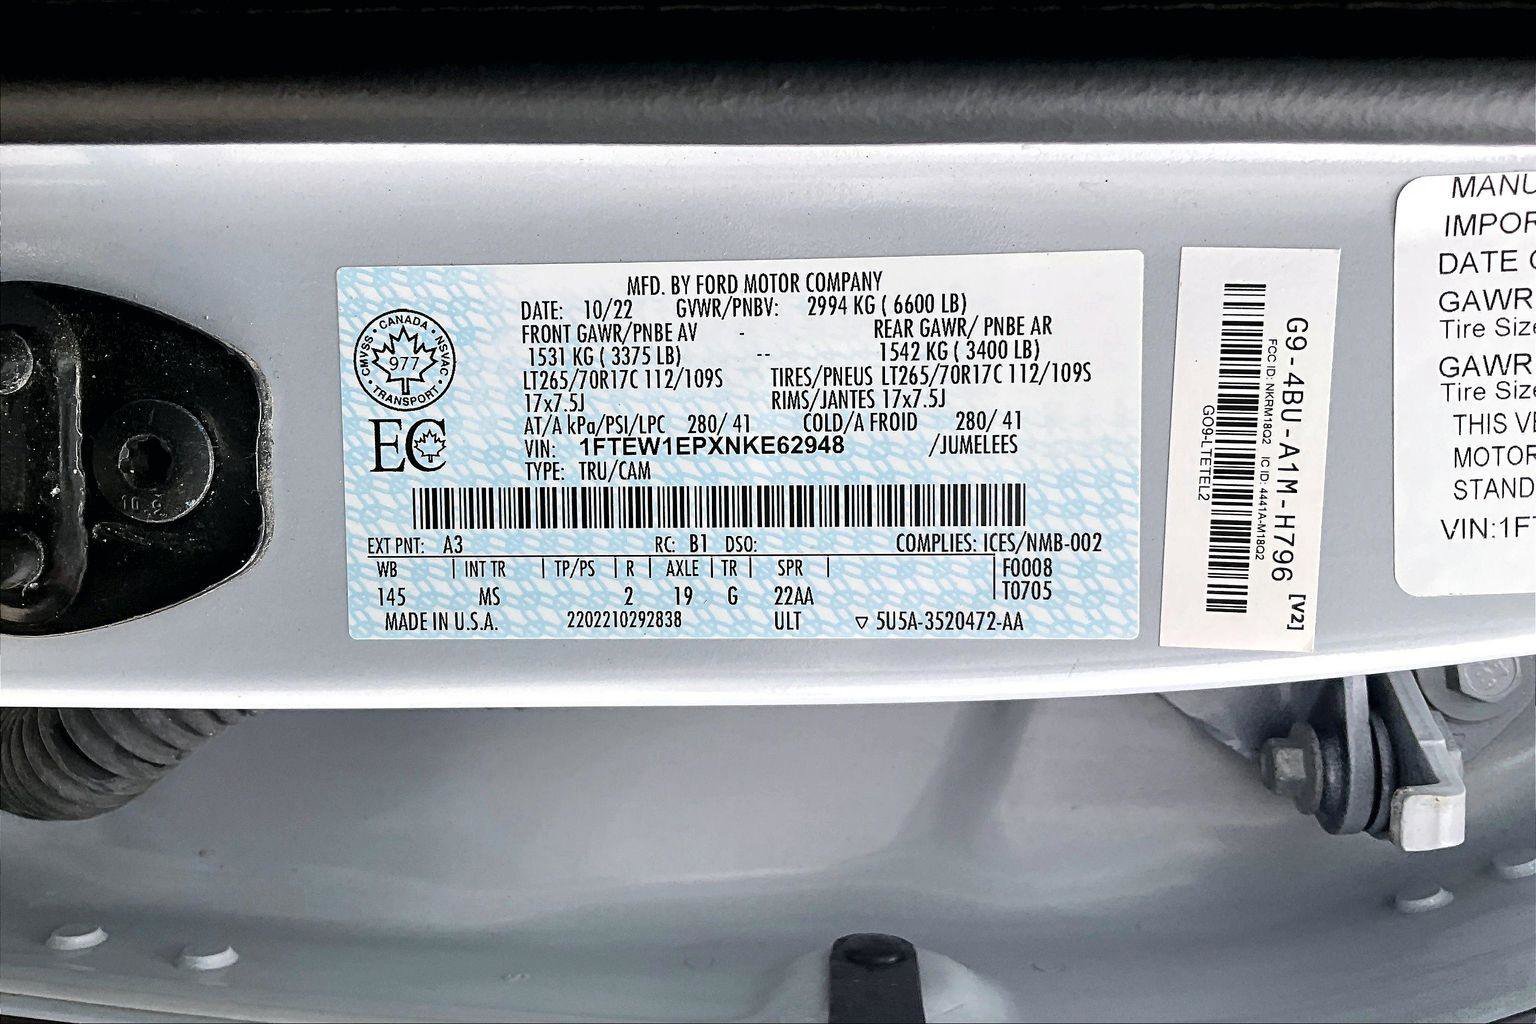 MFD. BY FORD MOTOR COMPANY
DATE: 10/22 GVWR/PNBV: 2994 KG ( 6600 LB)
FRONT GAWR/PNBE AV - REAR GAWR/ PNBE AR
1531 KG ( 3375 LB) -- 1542 KG ( 3400 LB)
LT265/70R17C 112/109S TIRES/PNEUS LT265/70R17C 112/109S
17x7.5J RIMS/JANTES 17x7.5J
AT/A kPa/PSI/LPC 280/ 41 COLD/A FROID 280/ 41
VIN: 1FTEW1EPXNKE62948 /JUMELEES
TYPE: TRU/CAM
CANADA
CMVSS • NSVAC
977
TRANSPORT
EC
EXT PNT: A3 RC: B1 DSO: COMPLIES: ICES/NMB-002
WB | INT TR | TP/PS | R | AXLE | TR | SPR | F0008
145 MS 2 19 G 22AA T0705
MADE IN U.S.A. 2202210292838 ULT ▽ 5U5A-3520472-AA
G9-4BU-A1M-H796 [V2]
FCC ID: NKRM18Q2 IC ID: 4441A-M18Q2
GO9-LTETEL2
MANU
IMPOR
DATE
GAWR
Tire Size
GAWR
Tire Size
THIS VE
MOTOR
STAND
VIN:1FT